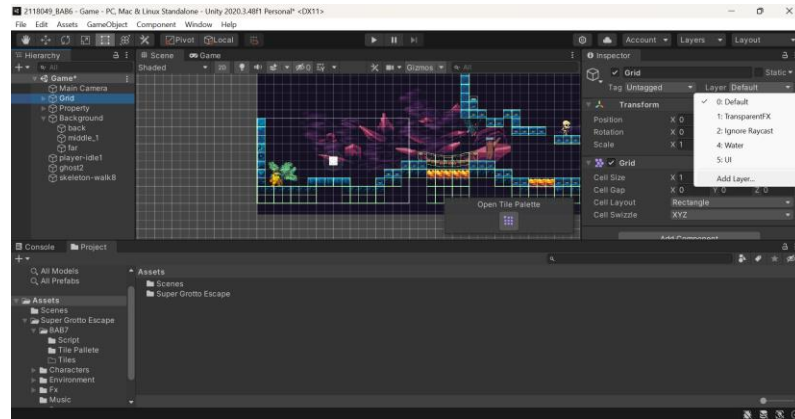 2118049_BAB6 - Game - PC, Mac & Linux Standalone - Unity 2020.3.48f1 Personal* <DX11>
File Edit Assets GameObject Component Window Help
Pivot Local Account Layers Layout
Hierarchy Scene Game Inspector
All Shaded 2D 0 Gizmos All Grid Static
Game* Tag Untagged Layer Default
Main Camera 0: Default
Grid Transform
Property Position X 0 1: TransparentFX
Background Rotation X 0 2: Ignore Raycast
back Scale X 1 4: Water
middle_1 5: UI
far Grid
player-idle1 Cell Size X 1 Add Layer...
ghost2 Cell Gap X 0 Y 0 Z 0
skeleton-walk8 Open Tile Palette Cell Layout Rectangle
Cell Swizzle XYZ
Add Component
Console Project
All Models Assets
All Prefabs Scenes
Super Grotto Escape
Assets
Scenes
Super Grotto Escape
BAB7
Script
Tile Pallete
Tiles
Characters
Environment
Fx
Music